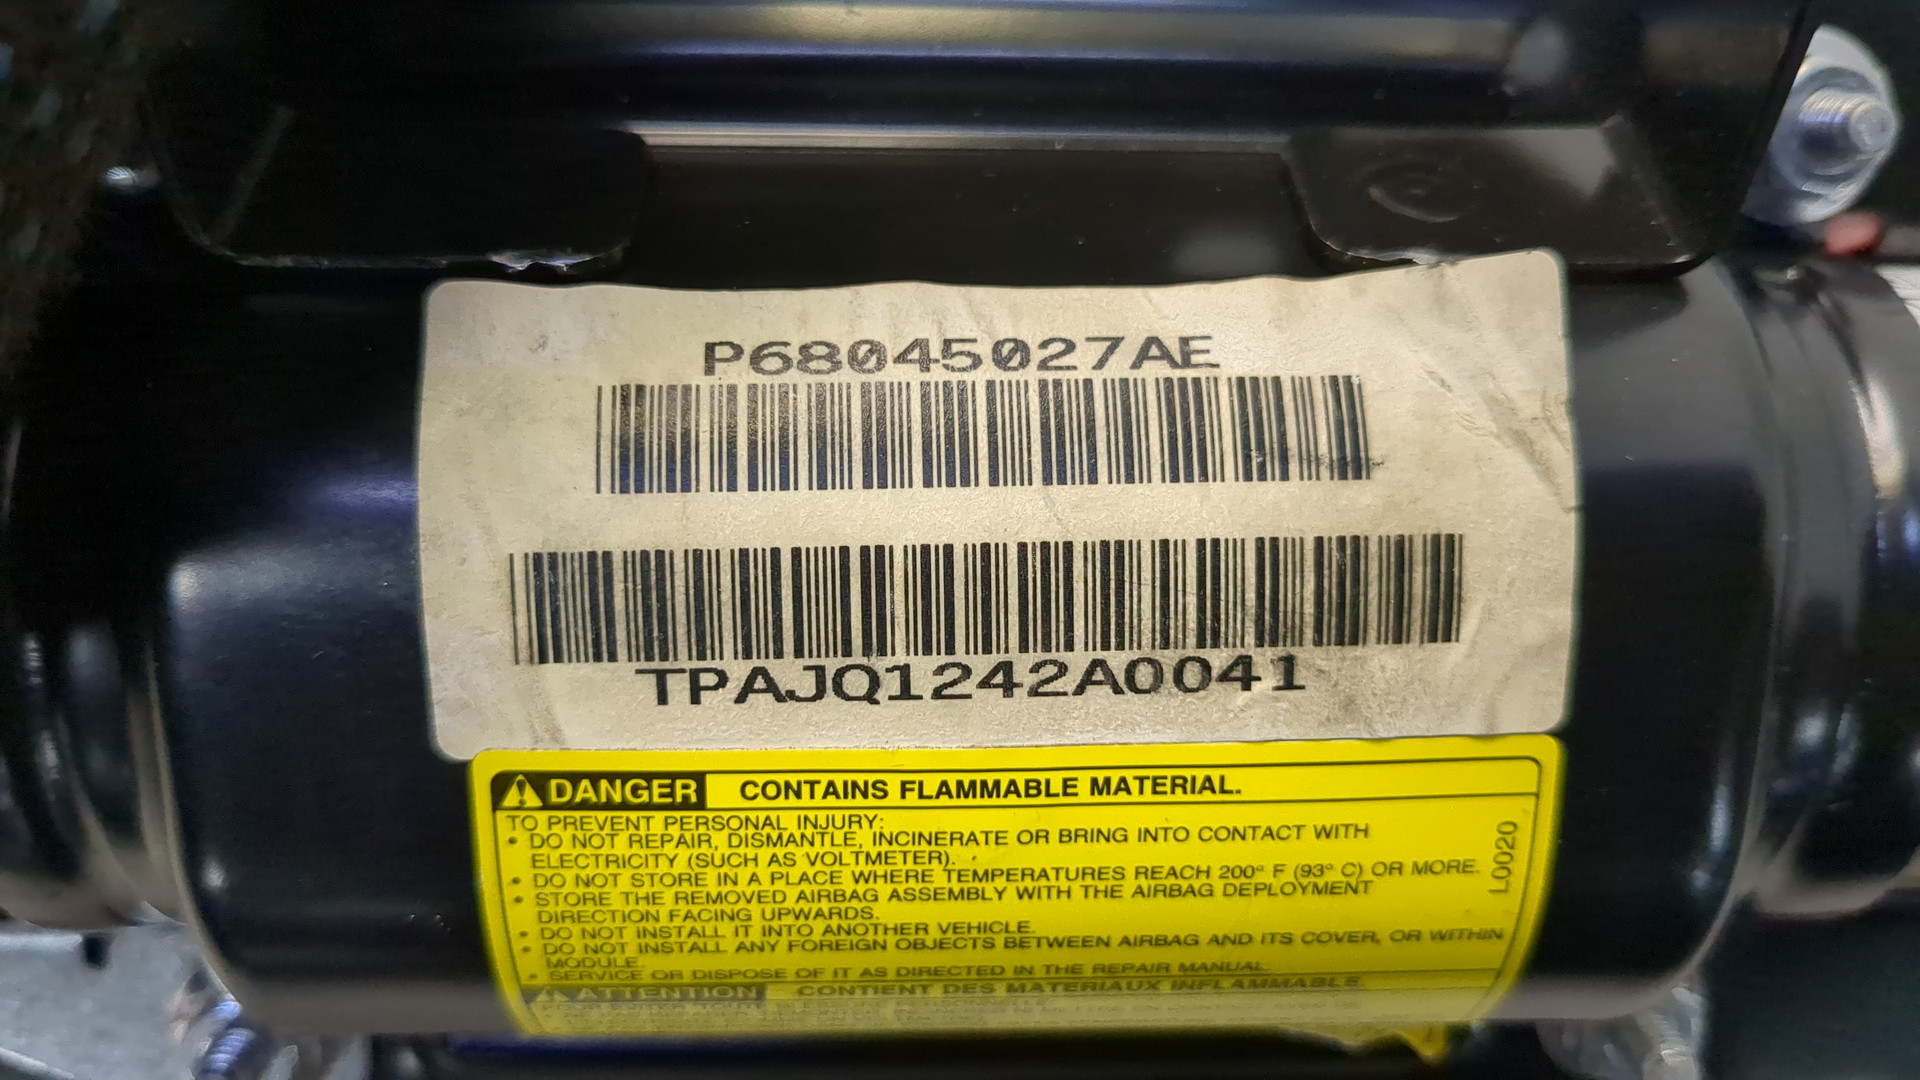 P68045027AE
TPAJQ1242A0041
DANGER CONTAINS FLAMMABLE MATERIAL.
TO PREVENT PERSONAL INJURY:
• DO NOT REPAIR, DISMANTLE, INCINERATE OR BRING INTO CONTACT WITH
ELECTRICITY (SUCH AS VOLTMETER).
• DO NOT STORE IN A PLACE WHERE TEMPERATURES REACH 200° F (93° C) OR MORE.
• STORE THE REMOVED AIRBAG ASSEMBLY WITH THE AIRBAG DEPLOYMENT
DIRECTION FACING UPWARDS.
• DO NOT INSTALL IT INTO ANOTHER VEHICLE.
• DO NOT INSTALL ANY FOREIGN OBJECTS BETWEEN AIRBAG AND ITS COVER, OR WITHIN
MODULE.
• SERVICE OR DISPOSE OF IT AS DIRECTED IN THE REPAIR MANUAL.
L0020
ATTENTION CONTIENT DES MATERIAUX INFLAMMABLE.